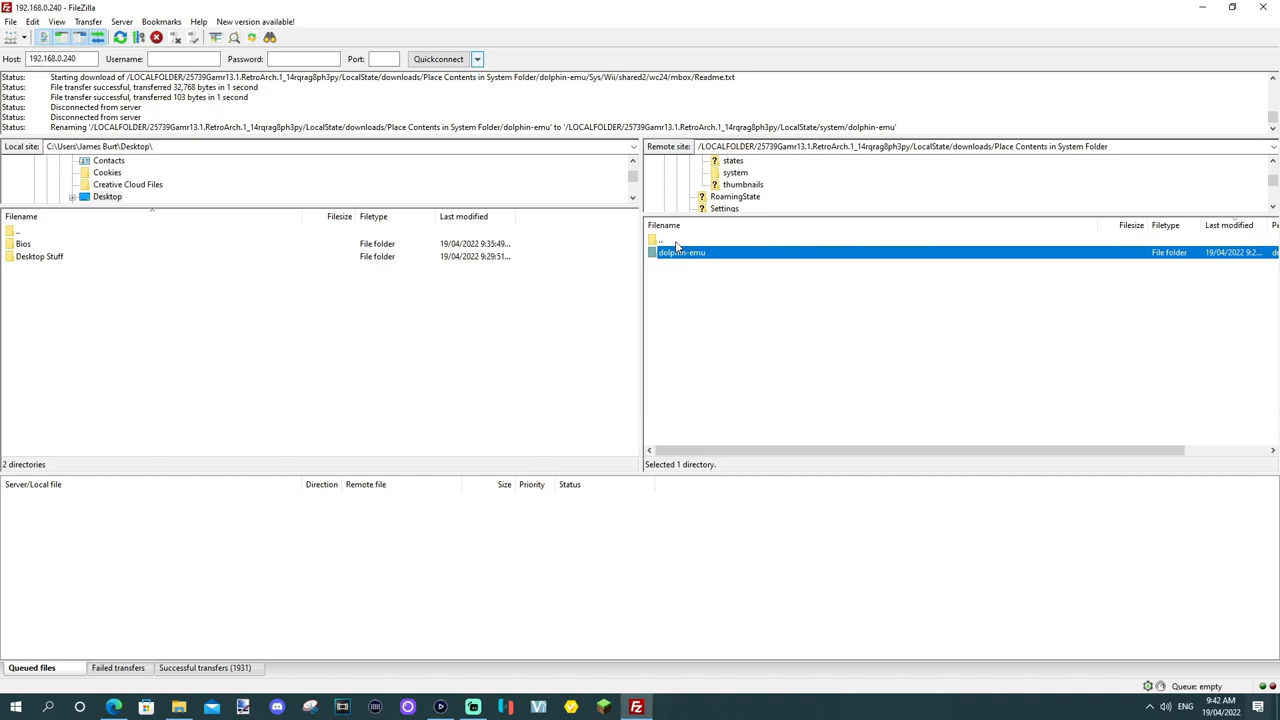 192.168.0.240 - FileZilla
File Edit View Transfer Server Bookmarks Help New version available!
Host: 192.168.0.240 Username: Password: Port: Quickconnect
Status: Starting download of /LOCALFOLDER/25739Gamr13.1.RetroArch.1_14rqrag8ph3py/LocalState/downloads/Place Contents in System Folder/dolphin-emu/Sys/Wii/shared2/wc24/mbox/Readme.txt
Status: File transfer successful, transferred 32,768 bytes in 1 second
Status: File transfer successful, transferred 103 bytes in 1 second
Status: Disconnected from server
Status: Disconnected from server
Status: Renaming '/LOCALFOLDER/25739Gamr13.1.RetroArch.1_14rqrag8ph3py/LocalState/downloads/Place Contents in System Folder/dolphin-emu' to '/LOCALFOLDER/25739Gamr13.1.RetroArch.1_14rqrag8ph3py/LocalState/system/dolphin-emu'
Local site: C:\Users\James Burt\Desktop\
Contacts
Cookies
Creative Cloud Files
Desktop
Filename Filesize Filetype Last modified
..
Bios File folder 19/04/2022 9:35:49...
Desktop Stuff File folder 19/04/2022 9:29:51...
2 directories
Remote site: /LOCALFOLDER/25739Gamr13.1.RetroArch.1_14rqrag8ph3py/LocalState/downloads/Place Contents in System Folder
? states
system
? thumbnails
? RoamingState
? Settings
Filename Filesize Filetype Last modified Pe
..
dolphin-emu File folder 19/04/2022 9:2... dr
Selected 1 directory.
Server/Local file Direction Remote file Size Priority Status
Queued files Failed transfers Successful transfers (1931)
Queue: empty
ENG
9:42 AM
19/04/2022